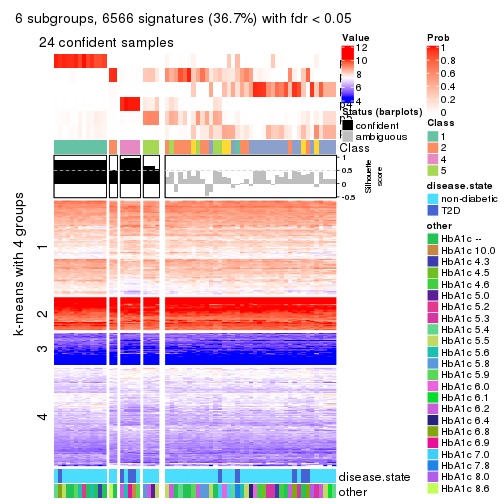 6 subgroups, 6566 signatures (36.7%) with fdr < 0.05
24 confident samples
k-means with 4 groups
1
2
3
4
Class
1
0.5
0
-0.5
Silhouette
score
disease.state
other
Value
12
10
8
6
4
Status (barplots)
confident
ambiguous
Class
Prob
1
0.8
0.6
0.4
0.2
0
Class
1
2
4
5
disease.state
non-diabetic
T2D
other
HbA1c --
HbA1c 10.0
HbA1c 4.3
HbA1c 4.5
HbA1c 4.6
HbA1c 5.0
HbA1c 5.2
HbA1c 5.3
HbA1c 5.4
HbA1c 5.5
HbA1c 5.6
HbA1c 5.8
HbA1c 5.9
HbA1c 6.0
HbA1c 6.1
HbA1c 6.2
HbA1c 6.4
HbA1c 6.8
HbA1c 6.9
HbA1c 7.0
HbA1c 7.8
HbA1c 8.0
HbA1c 8.6